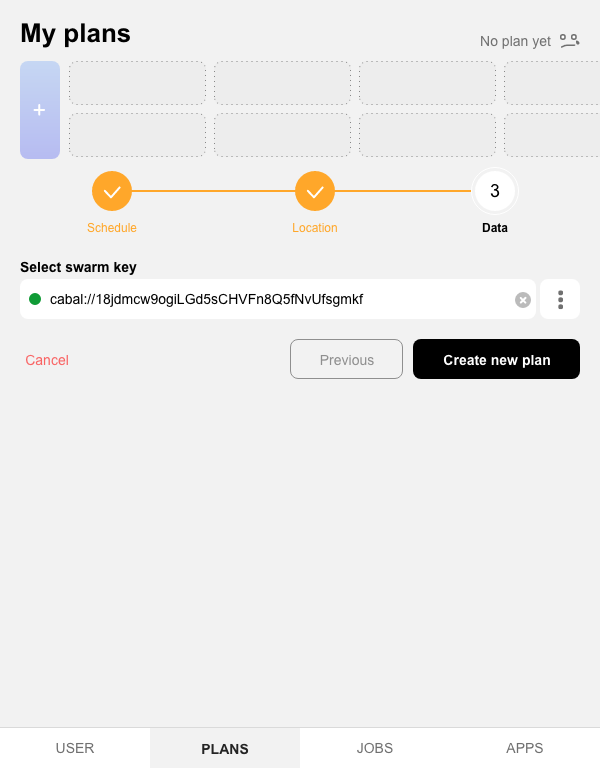 My plans
No plan yet
+
3
Schedule
Location
Data
Select swarm key
cabal://18jdmcw9ogiLGd5sCHVFn8Q5fNvUfsgmkf
Cancel
Previous
Create new plan
USER
PLANS
JOBS
APPS